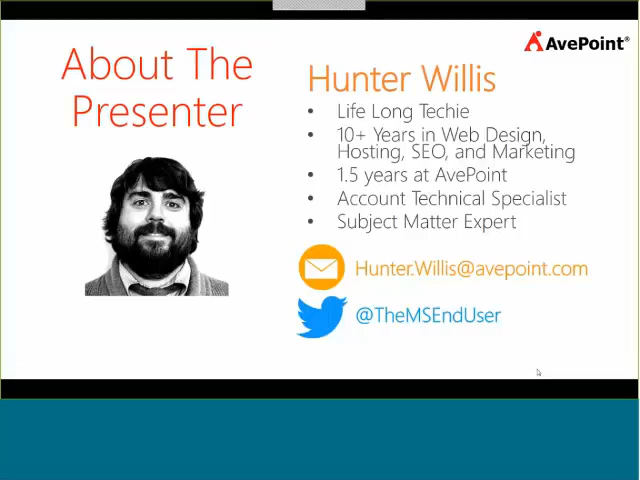 About The
Presenter
AvePoint®
Hunter Willis
• Life Long Techie
• 10+ Years in Web Design,
Hosting, SEO, and Marketing
• 1.5 years at AvePoint
• Account Technical Specialist
• Subject Matter Expert
Hunter.Willis@avepoint.com
@TheMSEndUser